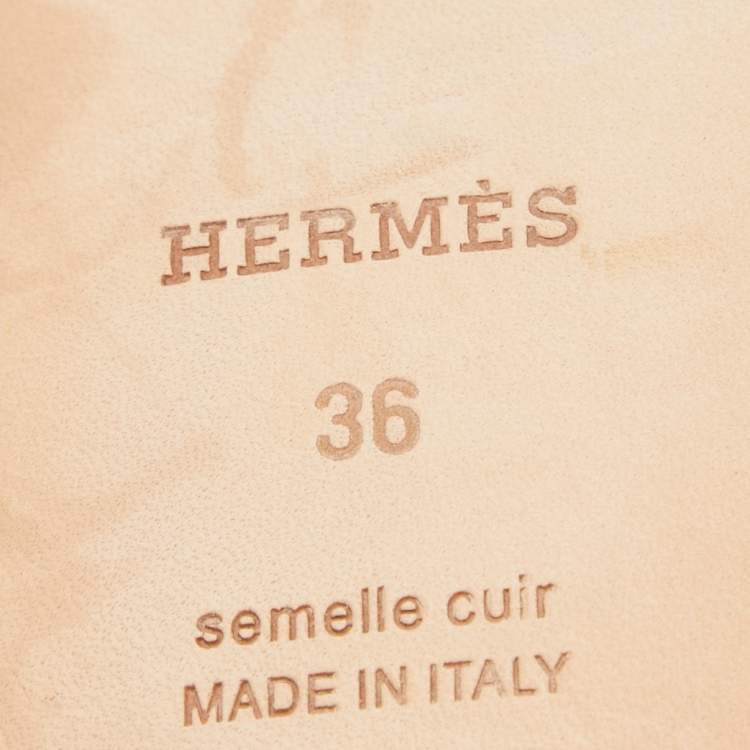 HERMÈS
36
semelle cuir
MADE IN ITALY